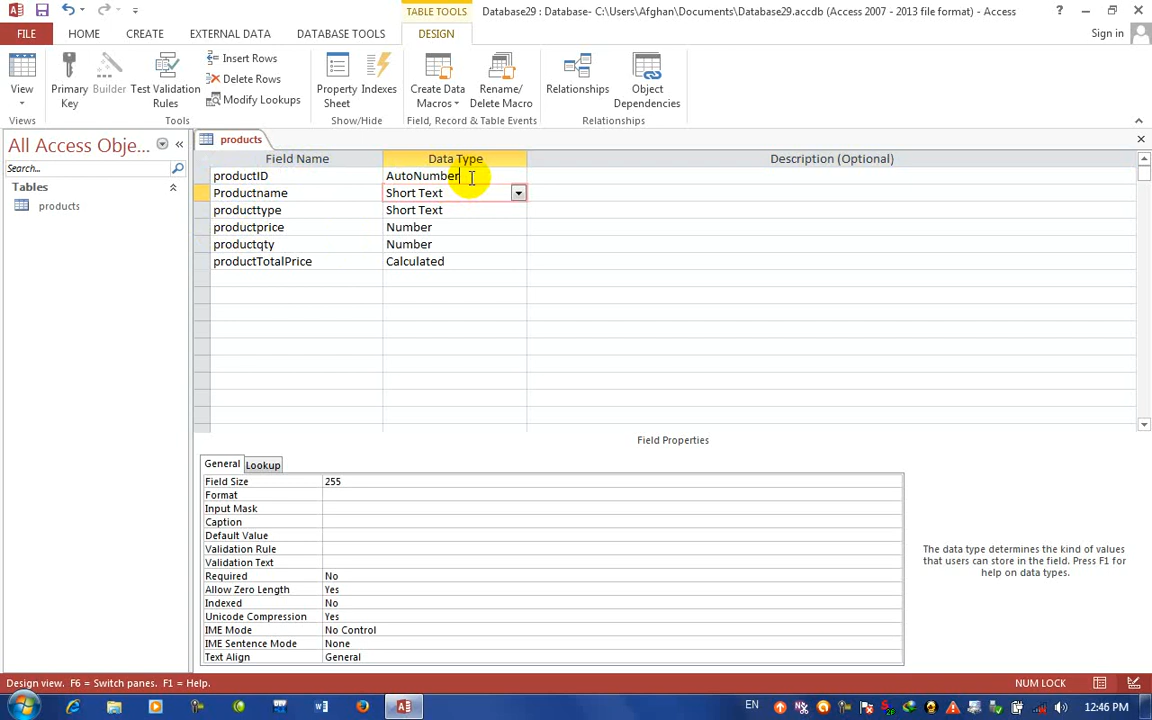 TABLE TOOLS
Database29 : Database- C:\Users\Afghan\Documents\Database29.accdb (Access 2007 - 2013 file format) - Access
FILE HOME CREATE EXTERNAL DATA DATABASE TOOLS DESIGN Sign in
View
Primary Key
Builder
Test Validation Rules
Insert Rows
Delete Rows
Modify Lookups
Property Sheet
Indexes
Create Data Macros
Rename/ Delete Macro
Relationships
Object Dependencies
Views Tools Show/Hide Field, Record & Table Events Relationships
All Access Obje...
Search...
Tables
products
products
Field Name Data Type Description (Optional)
productID AutoNumber
Productname Short Text
producttype Short Text
productprice Number
productqty Number
productTotalPrice Calculated
Field Properties
General Lookup
Field Size 255
Format
Input Mask
Caption
Default Value
Validation Rule
Validation Text
Required No
Allow Zero Length Yes
Indexed No
Unicode Compression Yes
IME Mode No Control
IME Sentence Mode None
Text Align General
The data type determines the kind of values
that users can store in the field. Press F1 for
help on data types.
Design view. F6 = Switch panes. F1 = Help. NUM LOCK
EN 12:46 PM